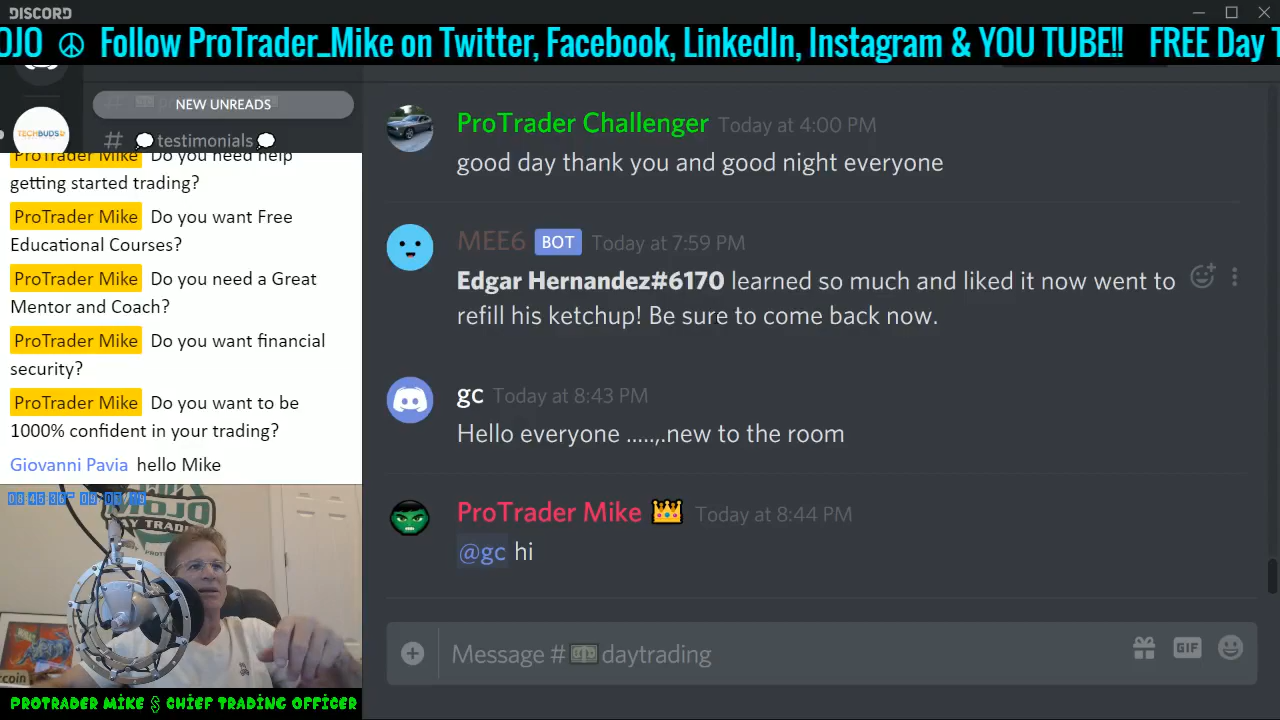 DISCORD
OJO ☮ Follow ProTrader_Mike on Twitter, Facebook, LinkedIn, Instagram & YOU TUBE!! FREE Day T
NEW UNREADS
TECHBUDS
# 💭 testimonials 💭
ProTrader Mike Do you need help
getting started trading?
ProTrader Mike Do you want Free
Educational Courses?
ProTrader Mike Do you need a Great
Mentor and Coach?
ProTrader Mike Do you want financial
security?
ProTrader Mike Do you want to be
1000% confident in your trading?
Giovanni Pavia hello Mike
DAY TRADI
PROTRADER MIKE $ CHIEF TRADING OFFICER
ProTrader Challenger Today at 4:00 PM
good day thank you and good night everyone
MEE6 BOT Today at 7:59 PM
Edgar Hernandez#6170 learned so much and liked it now went to
refill his ketchup! Be sure to come back now.
gc Today at 8:43 PM
Hello everyone .....,.new to the room
ProTrader Mike 👑 Today at 8:44 PM
@gc hi
Message # 💵 daytrading
GIF